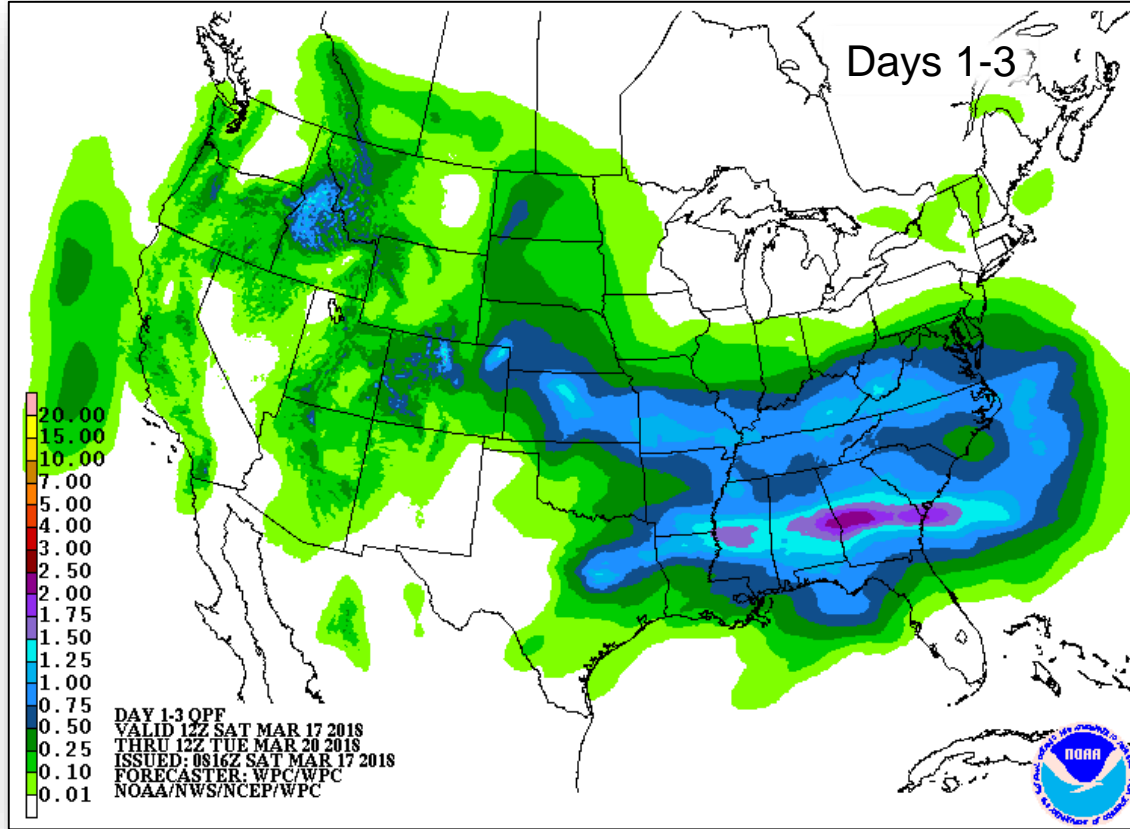 Days 1-3
20.00
15.00
10.00
7.00
5.00
4.00
3.00
2.50
2.00
1.75
1.50
1.25
1.00
0.75
0.50
0.25
0.10
0.01
DAY 1-3 QPF
VALID 12Z SAT MAR 17 2018
THRU 12Z TUE MAR 20 2018
ISSUED: 0816Z SAT MAR 17 2018
FORECASTER: WPC/WPC
NOAA/NWS/NCEP/WPC
NOAA